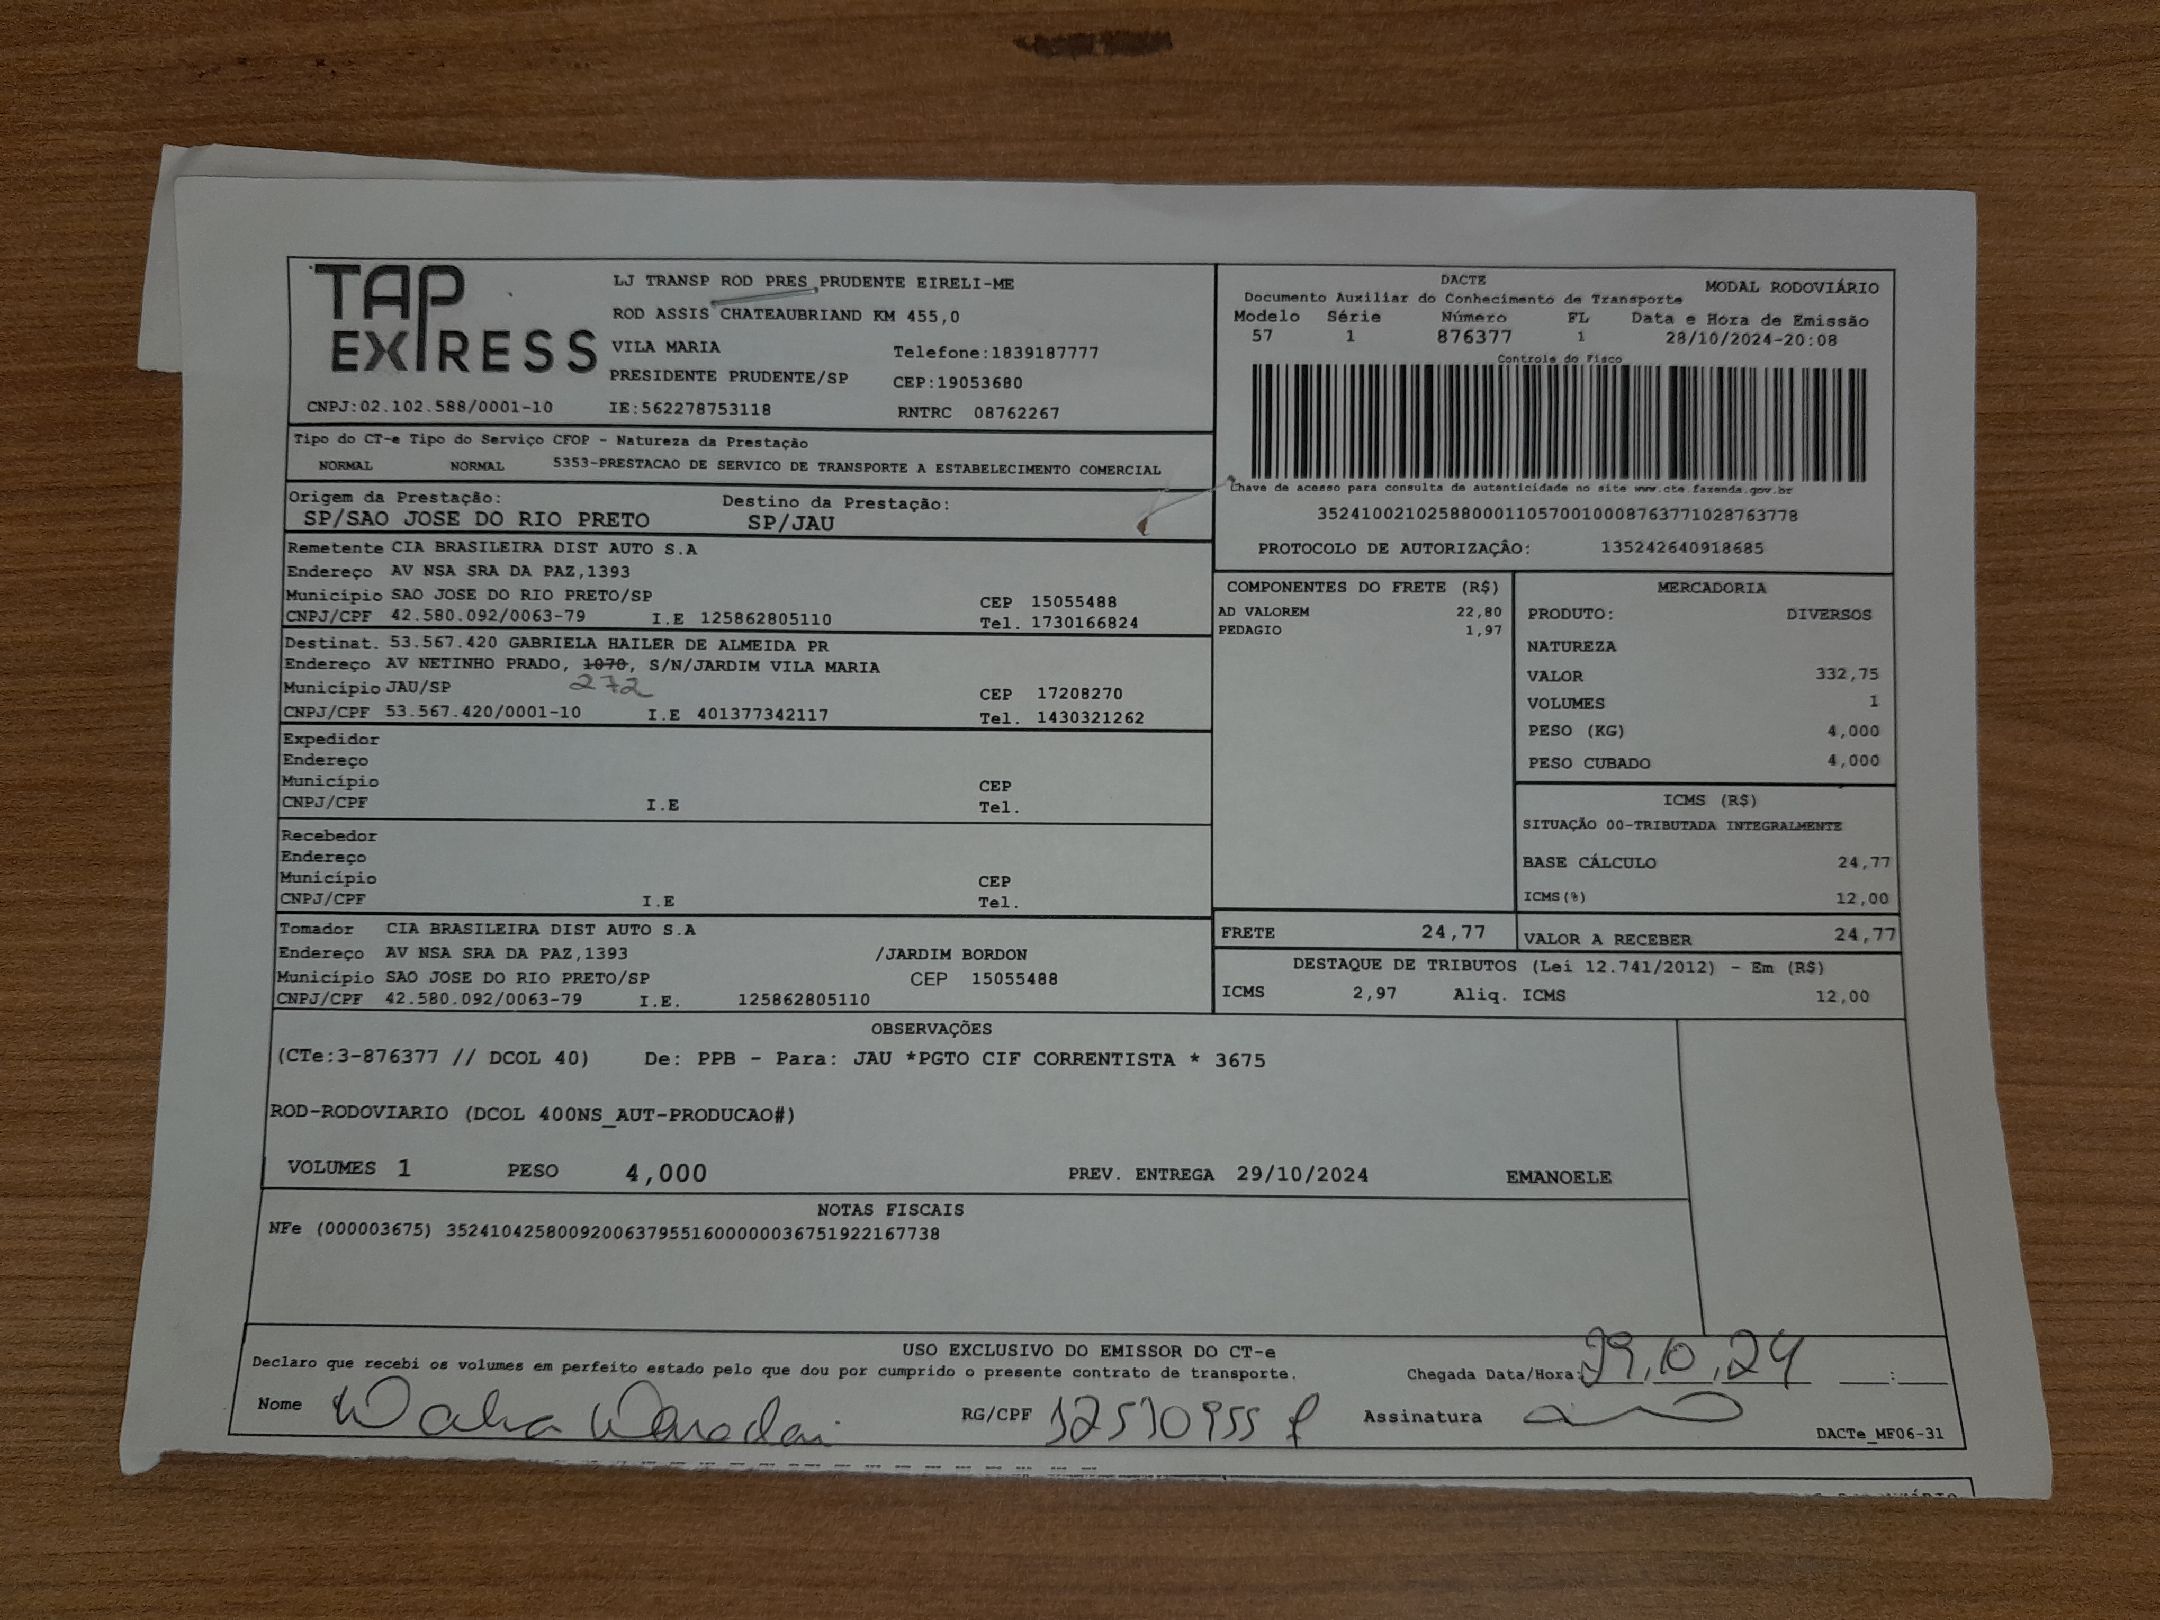 TAP EXPRESS
LJ TRANSP ROD PRES PRUDENTE EIRELI-ME
ROD ASSIS CHATEAUBRIAND KM 455,0
VILA MARIA Telefone:1839187777
PRESIDENTE PRUDENTE/SP CEP:19053680
CNPJ:02.102.588/0001-10 IE:562278753118 RNTRC 08762267
DACTE MODAL RODOVIÁRIO
Documento Auxiliar do Conhecimento de Transporte
Modelo Série Número FL Data e Hora de Emissão
57 1 876377 1 28/10/2024-20:08
Controle do Fisco
Chave de acesso para consulta de autenticidade no site www.cte.fazenda.gov.br
35241002102588000110570010008763771028763778
PROTOCOLO DE AUTORIZAÇÂO: 135242640918685
Tipo do CT-e Tipo do Serviço CFOP - Natureza da Prestação
NORMAL NORMAL 5353-PRESTACAO DE SERVICO DE TRANSPORTE A ESTABELECIMENTO COMERCIAL
Origem da Prestação: Destino da Prestação:
SP/SAO JOSE DO RIO PRETO SP/JAU
Remetente CIA BRASILEIRA DIST AUTO S.A
Endereço AV NSA SRA DA PAZ,1393
Município SAO JOSE DO RIO PRETO/SP CEP 15055488
CNPJ/CPF 42.580.092/0063-79 I.E 125862805110 Tel. 1730166824
Destinat. 53.567.420 GABRIELA HAILER DE ALMEIDA PR
Endereço AV NETINHO PRADO, 1070, S/N/JARDIM VILA MARIA
272
Município JAU/SP CEP 17208270
CNPJ/CPF 53.567.420/0001-10 I.E 401377342117 Tel. 1430321262
Expedidor
Endereço
Município CEP
CNPJ/CPF I.E Tel.
Recebedor
Endereço
Município CEP
CNPJ/CPF I.E Tel.
Tomador CIA BRASILEIRA DIST AUTO S.A
Endereço AV NSA SRA DA PAZ,1393 /JARDIM BORDON
Município SAO JOSE DO RIO PRETO/SP CEP 15055488
CNPJ/CPF 42.580.092/0063-79 I.E. 125862805110
COMPONENTES DO FRETE (R$)
AD VALOREM 22,80
PEDAGIO 1,97
MERCADORIA
PRODUTO: DIVERSOS
NATUREZA
VALOR 332,75
VOLUMES 1
PESO (KG) 4,000
PESO CUBADO 4,000
ICMS (R$)
SITUAÇÃO 00-TRIBUTADA INTEGRALMENTE
BASE CÁLCULO 24,77
ICMS(%) 12,00
FRETE 24,77 VALOR A RECEBER 24,77
DESTAQUE DE TRIBUTOS (Lei 12.741/2012) - Em (R$)
ICMS 2,97 Aliq. ICMS 12,00
OBSERVAÇÕES
(CTe:3-876377 // DCOL 40) De: PPB - Para: JAU *PGTO CIF CORRENTISTA * 3675
ROD-RODOVIARIO (DCOL 400NS_AUT-PRODUCAO#)
VOLUMES 1 PESO 4,000 PREV. ENTREGA 29/10/2024 EMANOELE
NOTAS FISCAIS
NFe (000003675) 35241042580092006379551600000036751922167738
USO EXCLUSIVO DO EMISSOR DO CT-e
Declaro que recebi os volumes em perfeito estado pelo que dou por cumprido o presente contrato de transporte. Chegada Data/Hora: 29,10,24 :
Nome RG/CPF Assinatura
DACTe_MF06-31